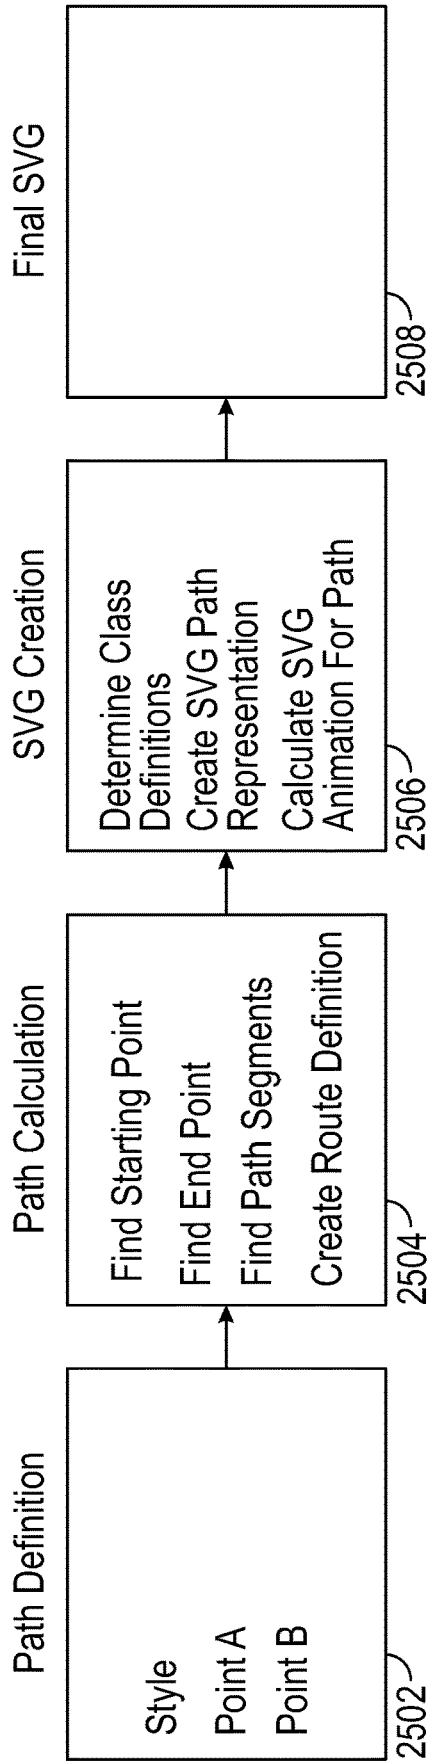 Path Definition
Style
Point A
Point B
2502
Path Calculation
Find Starting Point
Find End Point
Find Path Segments
Create Route Definition
2504
SVG Creation
Determine Class
Definitions
Create SVG Path
Representation
Calculate SVG
Animation For Path
2506
Final SVG
2508